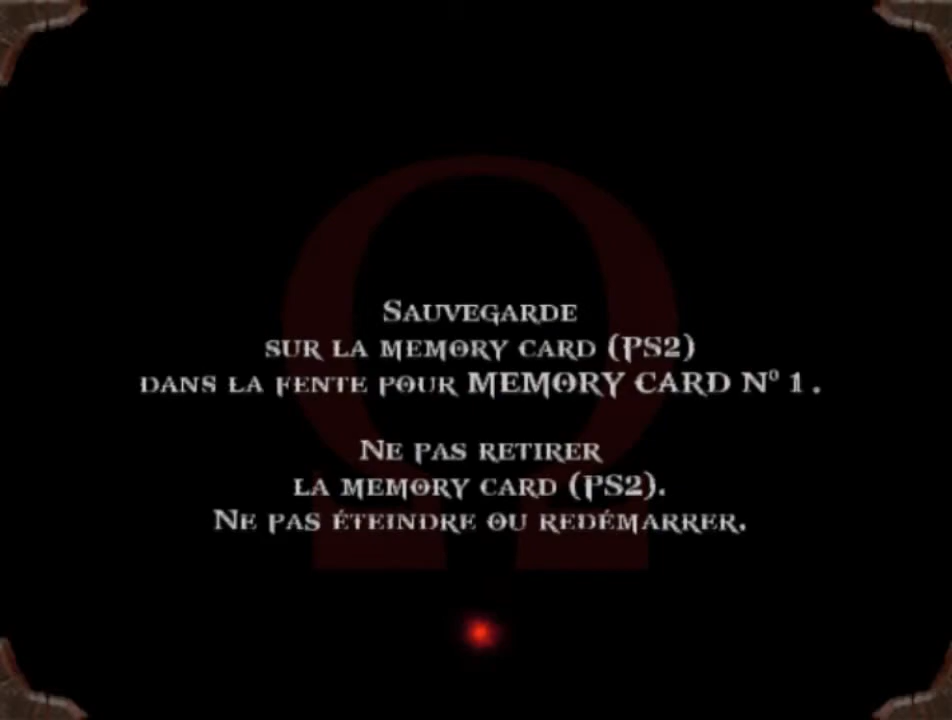 Sauvegarde
sur la memory card (PS2)
dans la fente pour MEMORY CARD Nº 1.
Ne pas retirer
la memory card (PS2).
Ne pas éteindre ou redémarrer.